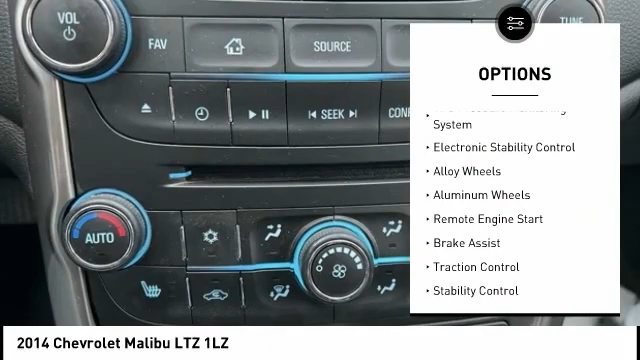 VOL
FAV
SOURCE
TUNE
SEEK
CONF
AUTO
OPTIONS
System
• Electronic Stability Control
• Alloy Wheels
• Aluminum Wheels
• Remote Engine Start
• Brake Assist
• Traction Control
• Stability Control
2014 Chevrolet Malibu LTZ 1LZ